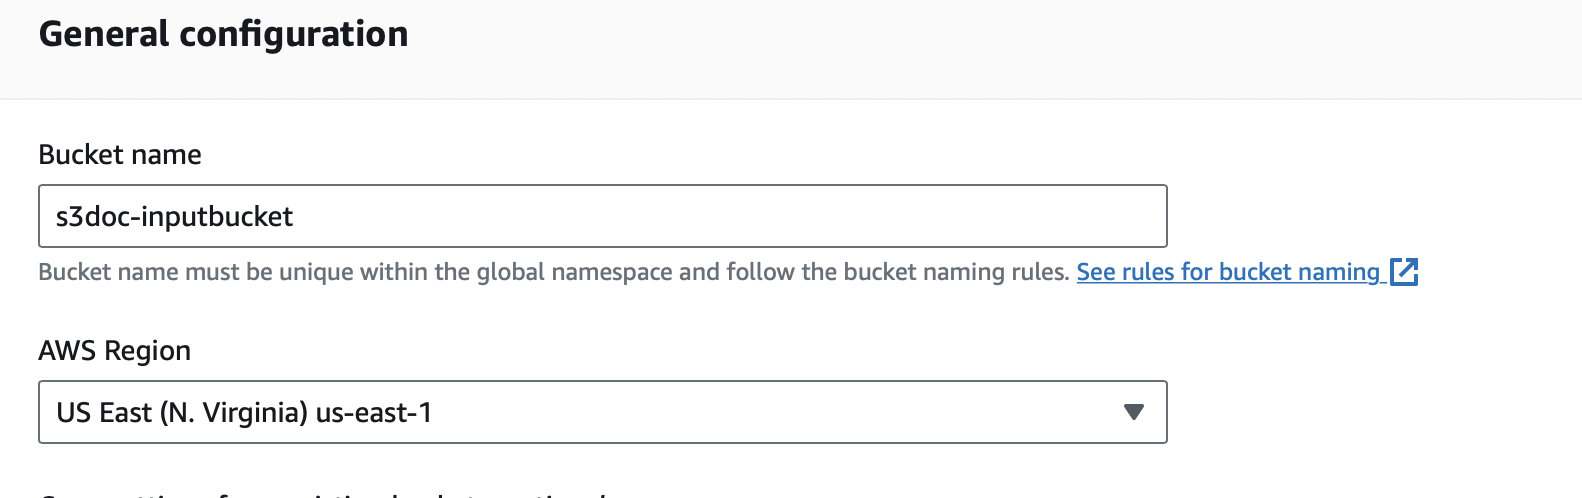 General configuration
Bucket name
s3doc-inputbucket
Bucket name must be unique within the global namespace and follow the bucket naming rules. See rules for bucket naming
AWS Region
US East (N. Virginia) us-east-1